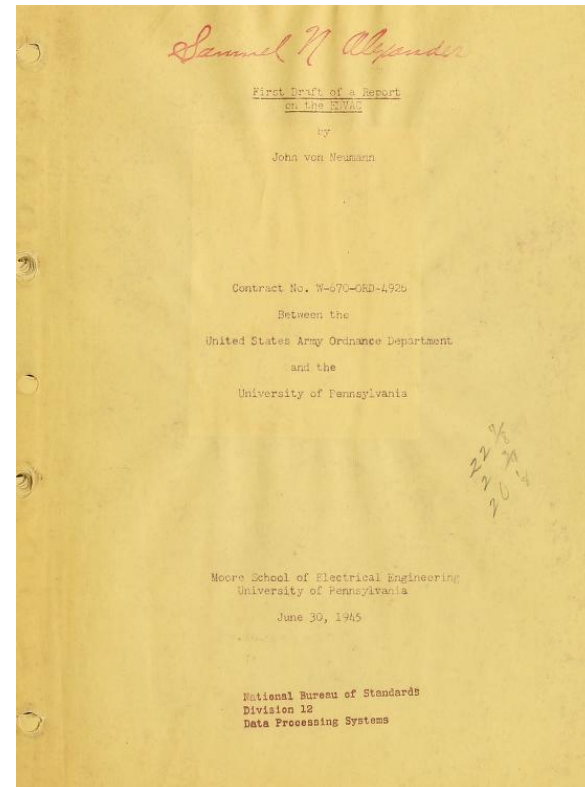 Samuel N Alexander
First Draft of a Report
on the EDVAC
by
John von Neumann
Contract No. W-670-ORD-4926
Between the
United States Army Ordnance Department
and the
University of Pennsylvania
Moore School of Electrical Engineering
University of Pennsylvania
June 30, 1945
National Bureau of Standards
Division 12
Data Processing Systems